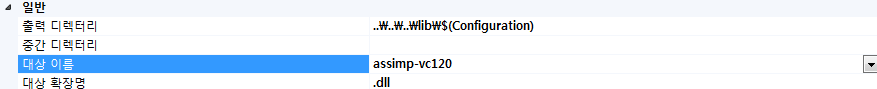 일반
출력 디렉터리 ..₩..₩..₩lib₩$(Configuration)
중간 디렉터리
대상 이름 assimp-vc120
대상 확장명 .dll